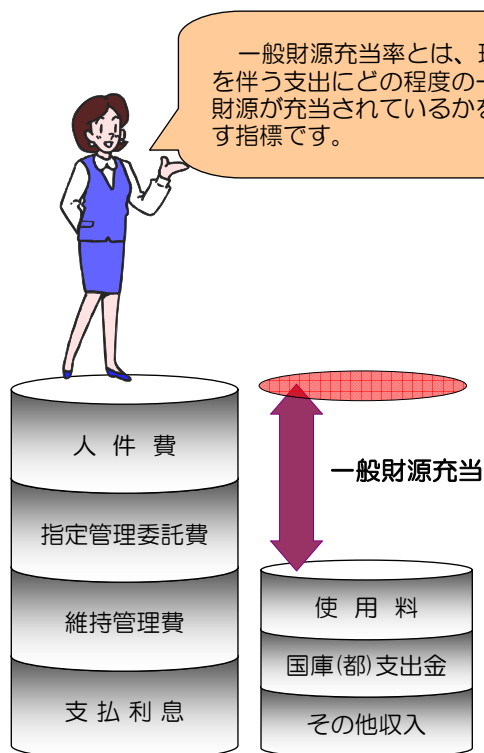 一般財源充当率とは、現
を伴う支出にどの程度の一
財源が充当されているかを
す指標です。
人 件 費
指定管理委託費
維持管理費
支 払 利 息
一般財源充当
使 用 料
国庫(都)支出金
その他収入